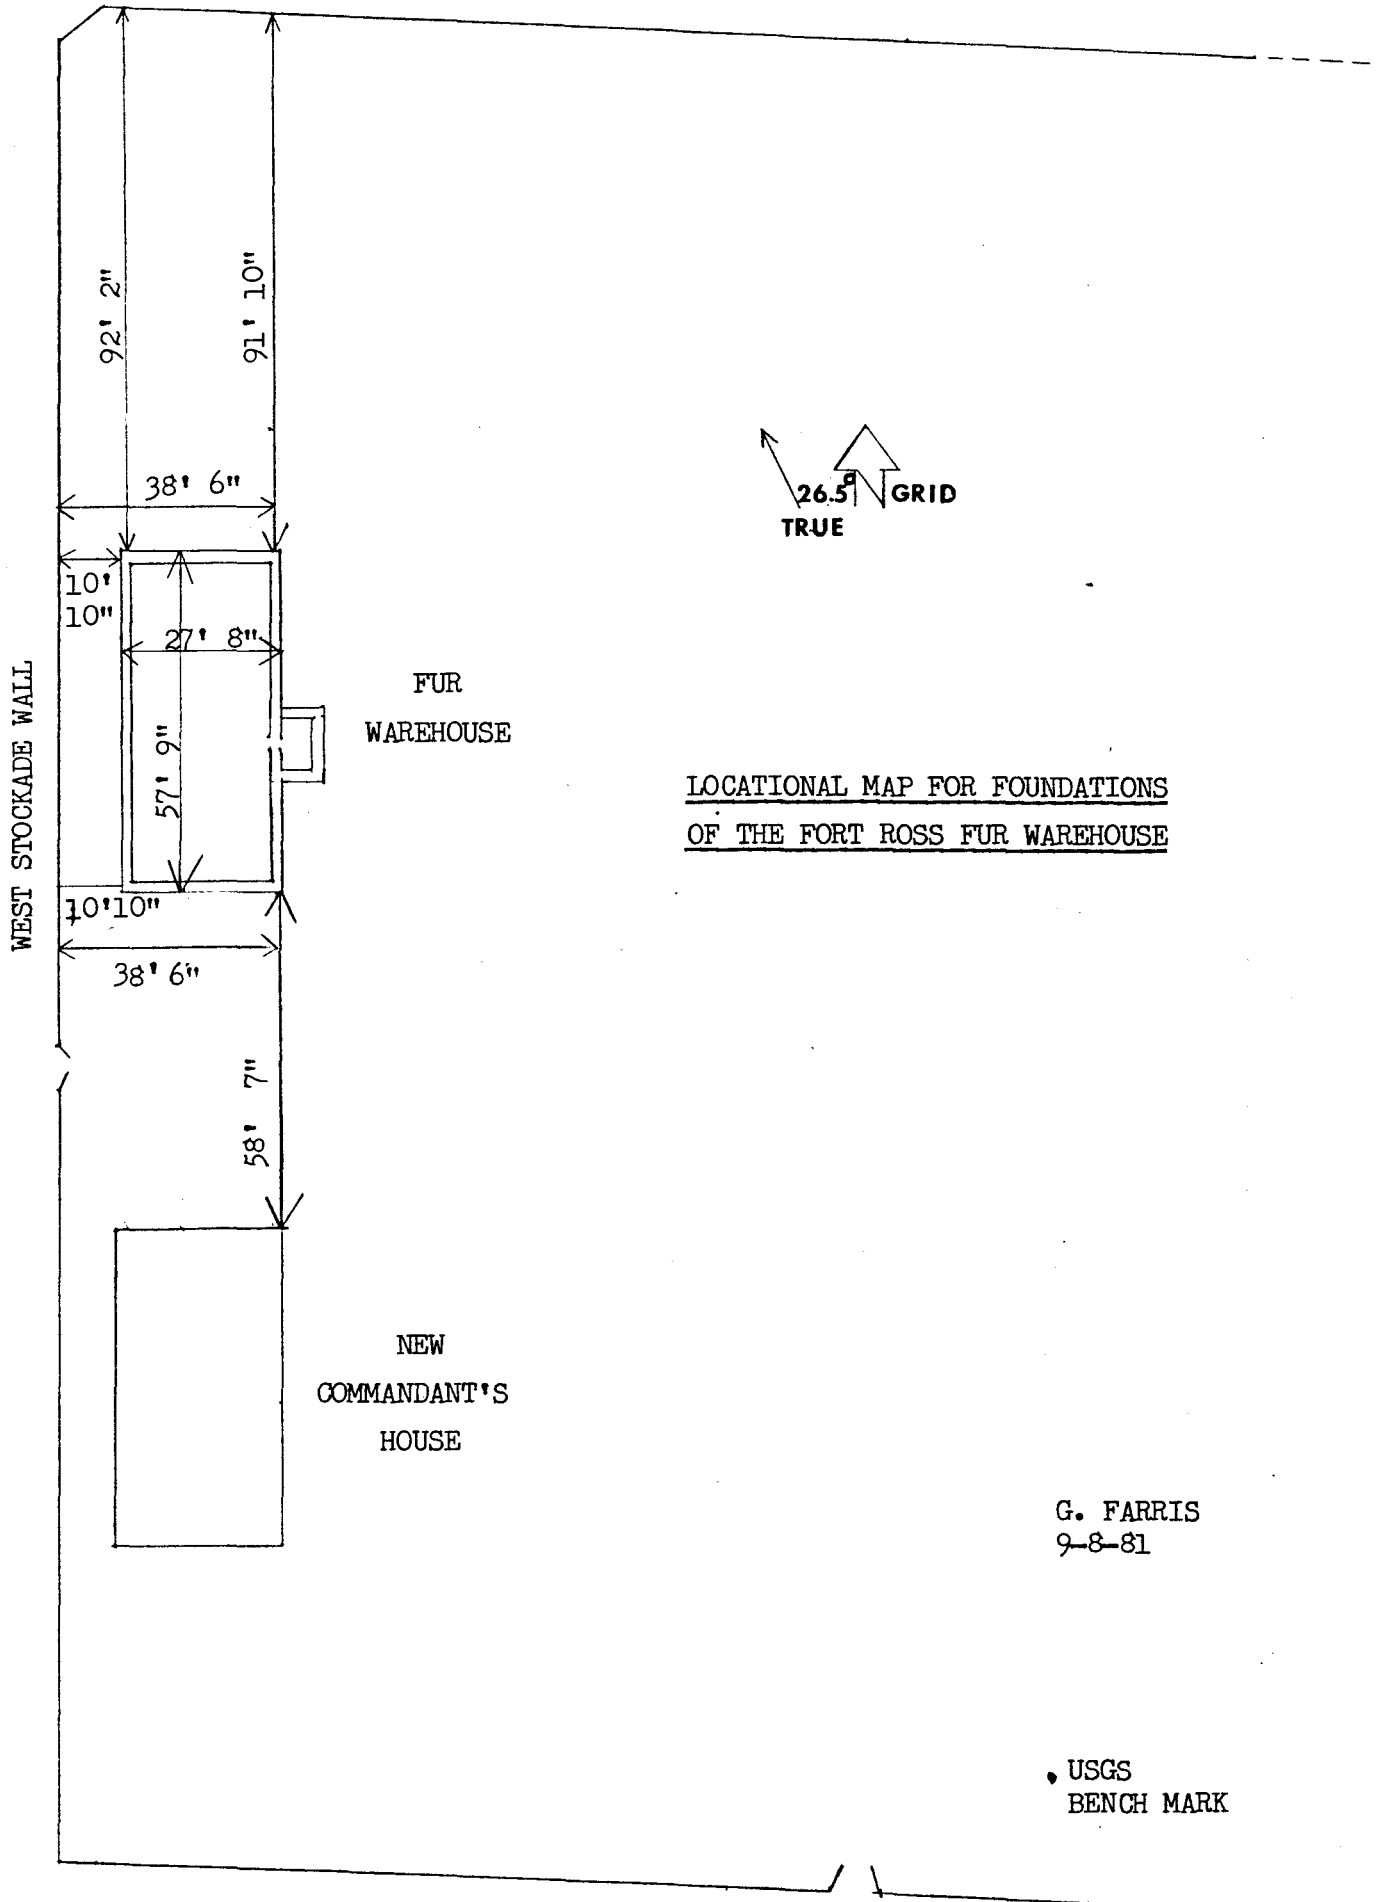 92' 2"
91' 10"
38' 6"
10'
10"
27' 8"
57' 9"
WEST STOCKADE WALL
FUR
WAREHOUSE
26.5°
N
GRID
TRUE
LOCATIONAL MAP FOR FOUNDATIONS
OF THE FORT ROSS FUR WAREHOUSE
10'10"
38' 6"
58' 7"
NEW
COMMANDANT'S
HOUSE
G. FARRIS
9-8-81
USGS
BENCH MARK